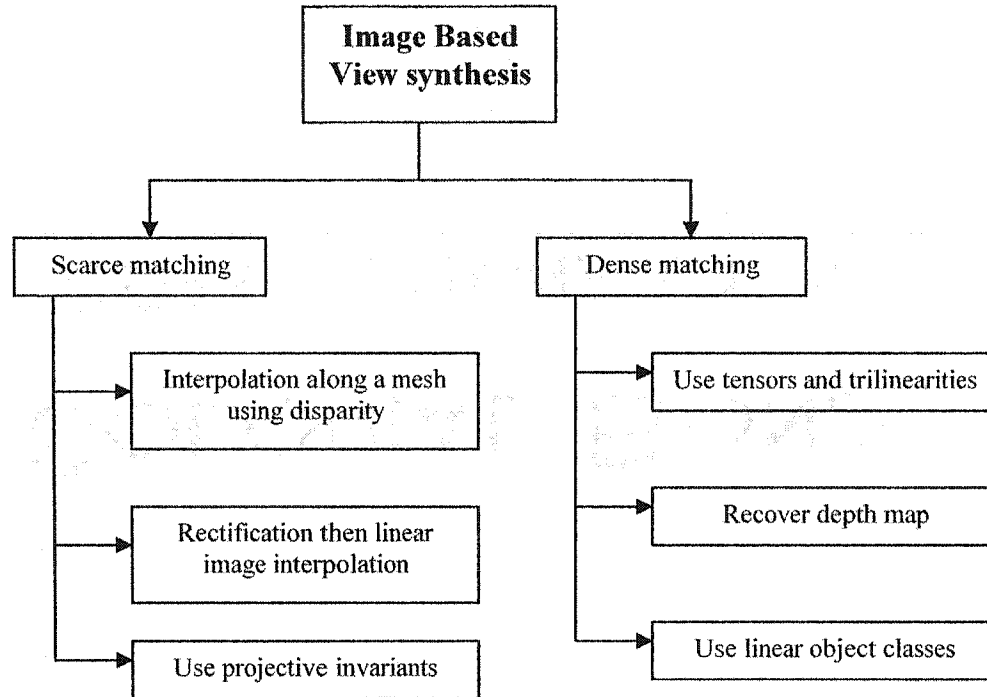 Image Based
View synthesis
Scarce matching
Dense matching
Interpolation along a mesh
using disparity
Rectification then linear
image interpolation
Use projective invariants
Use tensors and trilinearities
Recover depth map
Use linear object classes